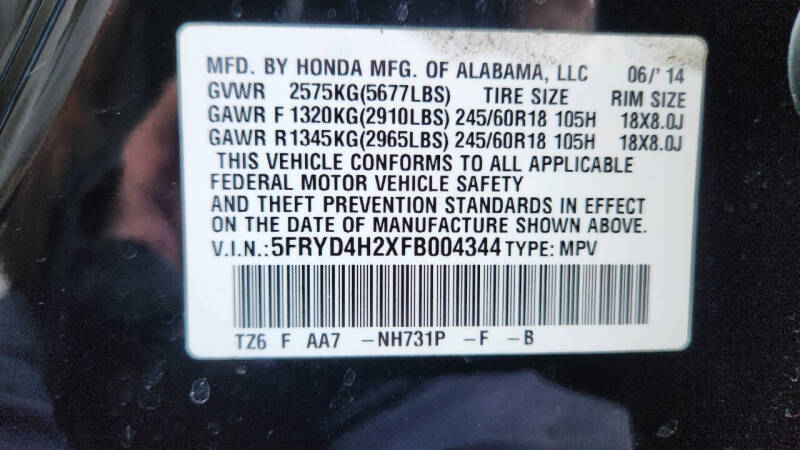 MFD. BY HONDA MFG. OF ALABAMA, LLC 06/'14
GVWR 2575KG(5677LBS) TIRE SIZE RIM SIZE
GAWR F 1320KG(2910LBS) 245/60R18 105H 18X8.0J
GAWR R 1345KG(2965LBS) 245/60R18 105H 18X8.0J
THIS VEHICLE CONFORMS TO ALL APPLICABLE
FEDERAL MOTOR VEHICLE SAFETY
AND THEFT PREVENTION STANDARDS IN EFFECT
ON THE DATE OF MANUFACTURE SHOWN ABOVE.
V.I.N.:5FRYD4H2XFB004344 TYPE: MPV
TZ6 F AA7 -NH731P -F -B